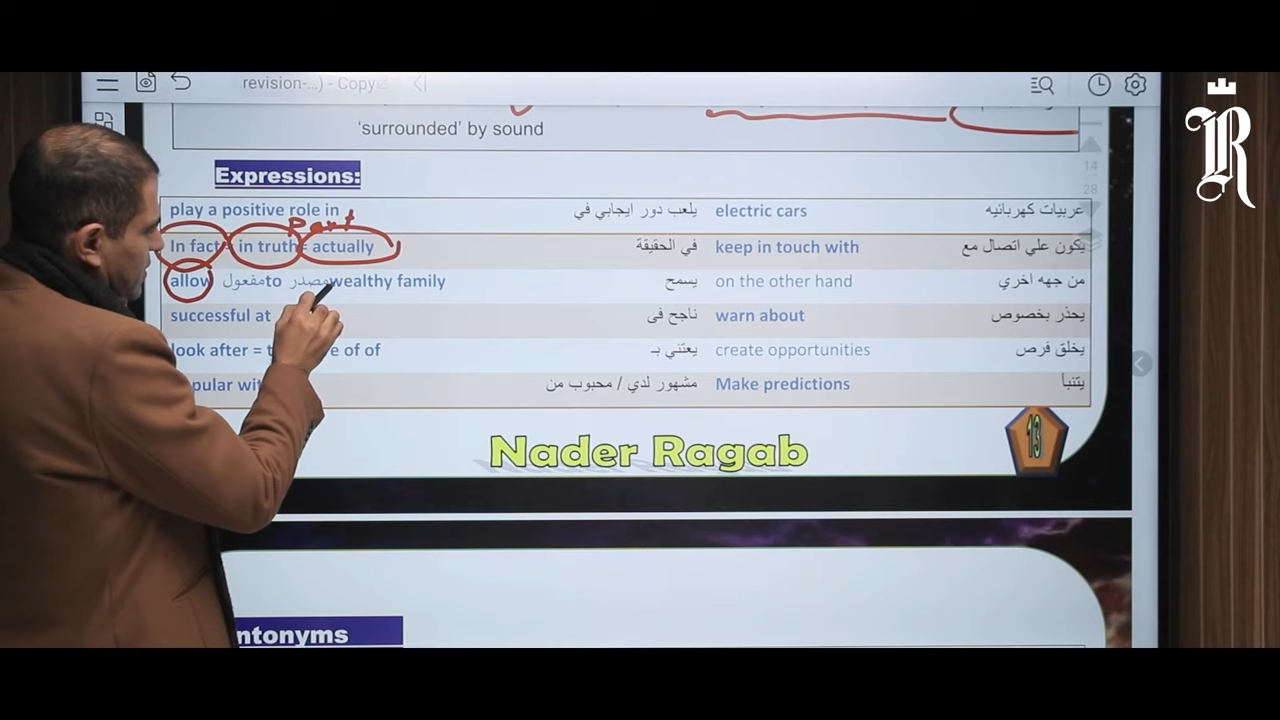 revision-...) - Copy
‘surrounded’ by sound
14
28
Expressions:
play a positive role in يلعب دور ايجابي في electric cars عربيات كهربائيه
Part
In fact = in truth= actually في الحقيقة keep in touch with يكون علي اتصال مع
allow مفعول to مصدر wealthy family يسمح on the other hand من جهه اخري
successful at ناجح فى warn about يحذر بخصوص
look after = t e of of يعتني بـ create opportunities يخلق فرص
pular wit مشهور لدي / محبوب من Make predictions يتنبأ
Nader Ragab
13
ntonyms
R